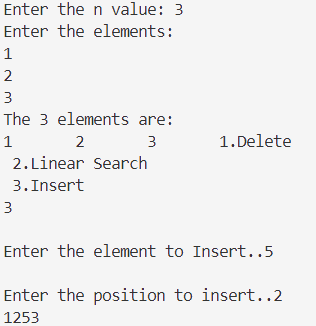 Enter the n value: 3
Enter the elements:
1
2
3
The 3 elements are:
1       2       3       1.Delete
 2.Linear Search
 3.Insert
3

Enter the element to Insert..5

Enter the position to insert..2
1253